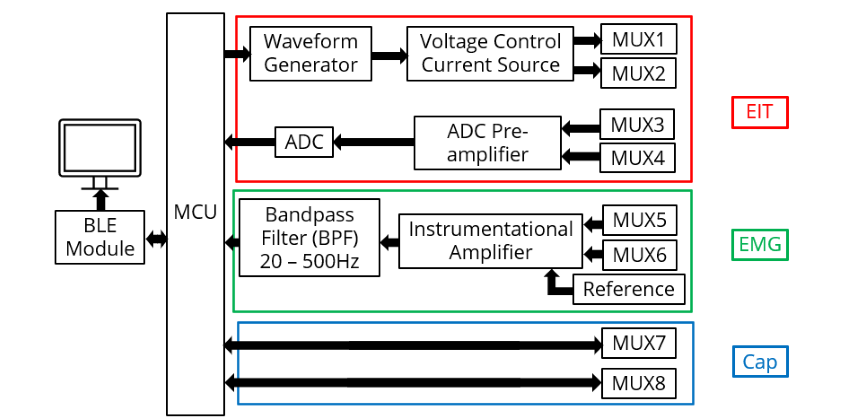 Waveform
Generator
Voltage Control
Current Source
MUX1
MUX2
EIT
ADC
ADC Pre-
amplifier
MUX3
MUX4
MCU
BLE
Module
Bandpass
Filter (BPF)
20 – 500Hz
Instrumentational
Amplifier
MUX5
MUX6
Reference
EMG
MUX7
MUX8
Cap